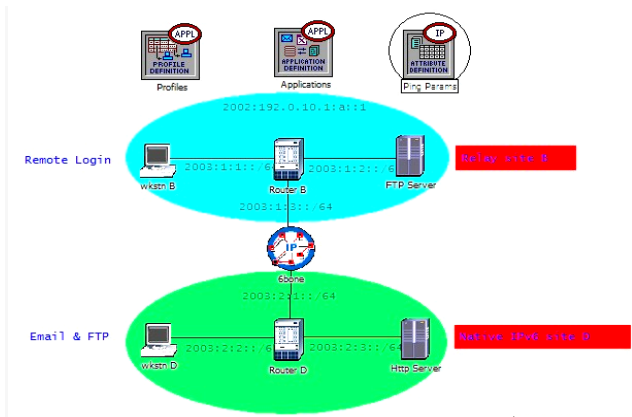 APPL
PROFILE
DEFINITION
Profiles
APPL
APPLICATION
DEFINITION
Applications
IP
ATTRIBUTE
DEFINITION
Ping Params
2002:192.0.10.1:a::1
Remote Login
2003:1:1::/64
2003:1:2::/6
Relay site B
wkstn B
Router B
FTP Server
2003:1:3::/64
IP
6bone
2003:2:1::/64
Email & FTP
2003:2:2::/6
2003:2:3::/64
Native IPv6 site D
wkstn D
Router D
Http Server